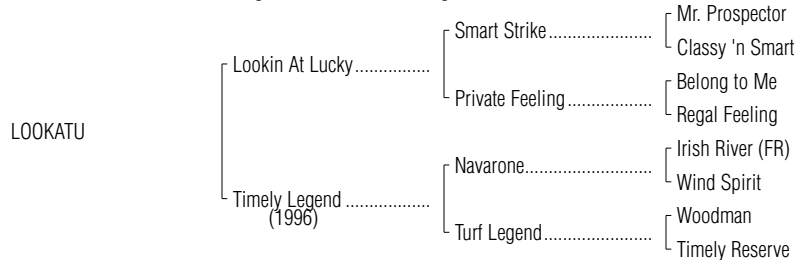 Mr. Prospector
Smart Strike......................
Classy 'n Smart
Lookin At Lucky................
Belong to Me
Private Feeling..................
Regal Feeling
LOOKATU
Irish River (FR)
Navarone...........................
Wind Spirit
Timely Legend ..................
(1996)
Woodman
Turf Legend.......................
Timely Reserve